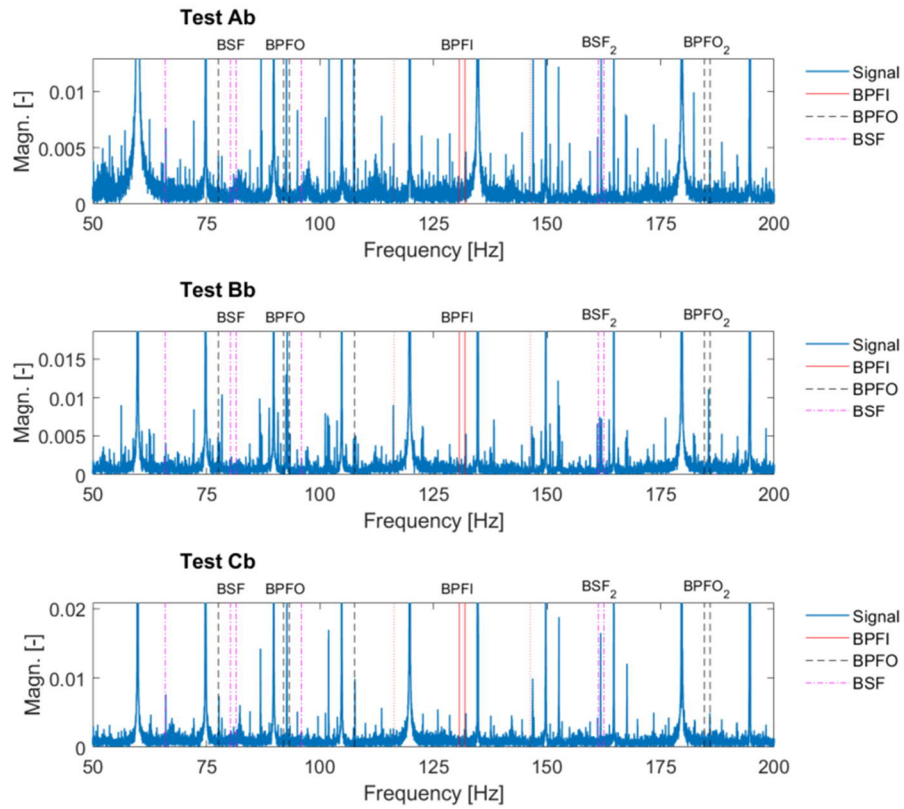 Test Ab
BSF BPFO BPFI BSF2 BPFO2
0.01
0.005
0
Magn. [-]
50 75 100 125 150 175 200
Frequency [Hz]
Signal
BPFI
BPFO
BSF
Test Bb
BSF BPFO BPFI BSF2 BPFO2
0.015
0.01
0.005
0
Magn. [-]
50 75 100 125 150 175 200
Frequency [Hz]
Signal
BPFI
BPFO
BSF
Test Cb
BSF BPFO BPFI BSF2 BPFO2
0.02
0.01
0
Magn. [-]
50 75 100 125 150 175 200
Frequency [Hz]
Signal
BPFI
BPFO
BSF